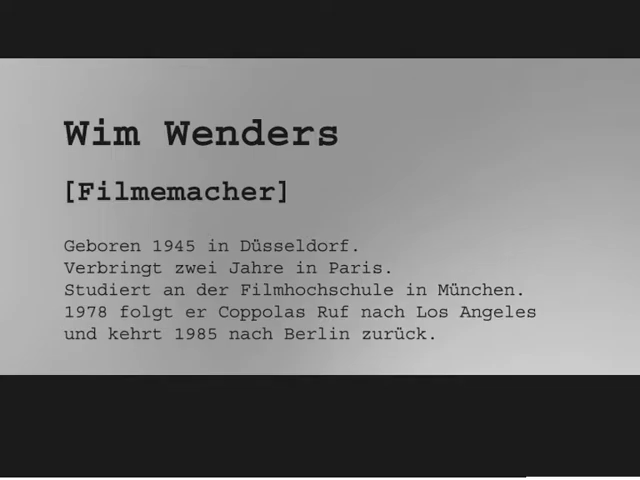 Wim Wenders
[Filmemacher]
Geboren 1945 in Düsseldorf.
Verbringt zwei Jahre in Paris.
Studiert an der Filmhochschule in München.
1978 folgt er Coppolas Ruf nach Los Angeles
und kehrt 1985 nach Berlin zurück.